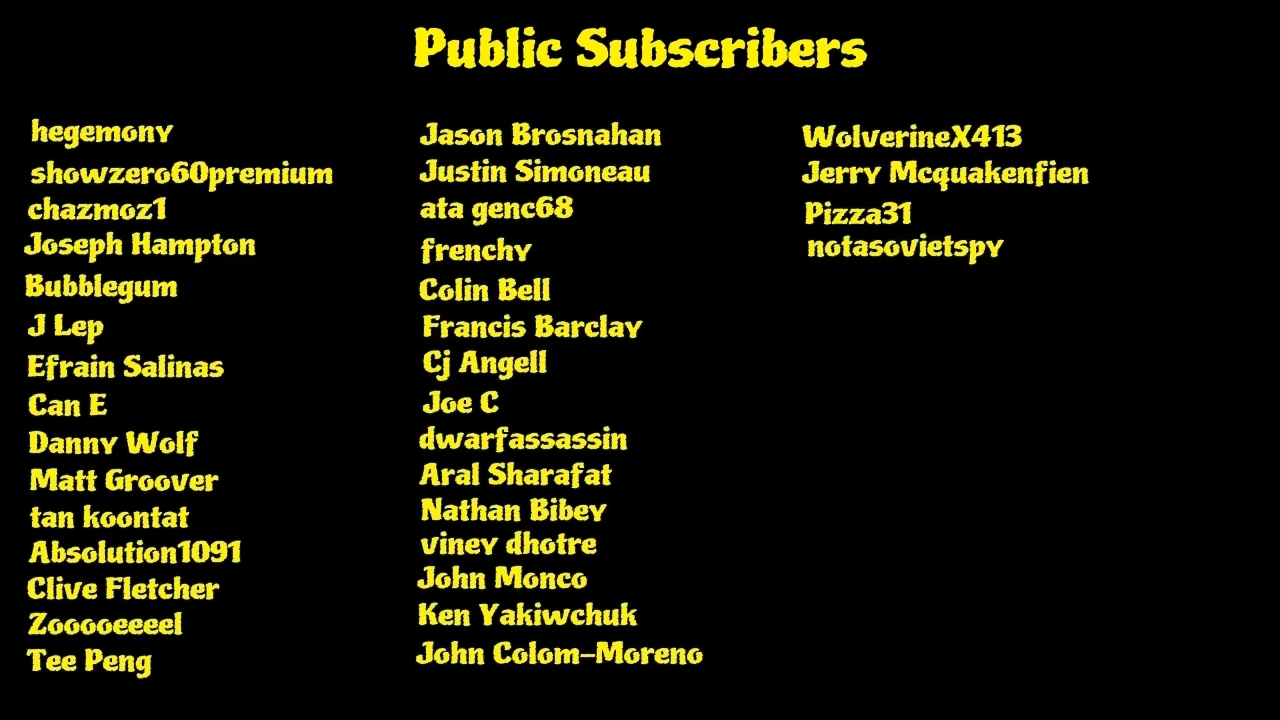 Public Subscribers
hegemony
showzero60premium
chazmoz1
Joseph Hampton
Bubblegum
J Lep
Efrain Salinas
Can E
Danny Wolf
Matt Groover
tan koontat
Absolution1091
Clive Fletcher
Zooooeeeel
Tee Peng
Jason Brosnahan
Justin Simoneau
ata genc68
frenchy
Colin Bell
Francis Barclay
Cj Angell
Joe C
dwarfassassin
Aral Sharafat
Nathan Bibey
viney dhotre
John Monco
Ken Yakiwchuk
John Colom-Moreno
WolverineX413
Jerry Mcquakenfien
Pizza31
notasovietspy